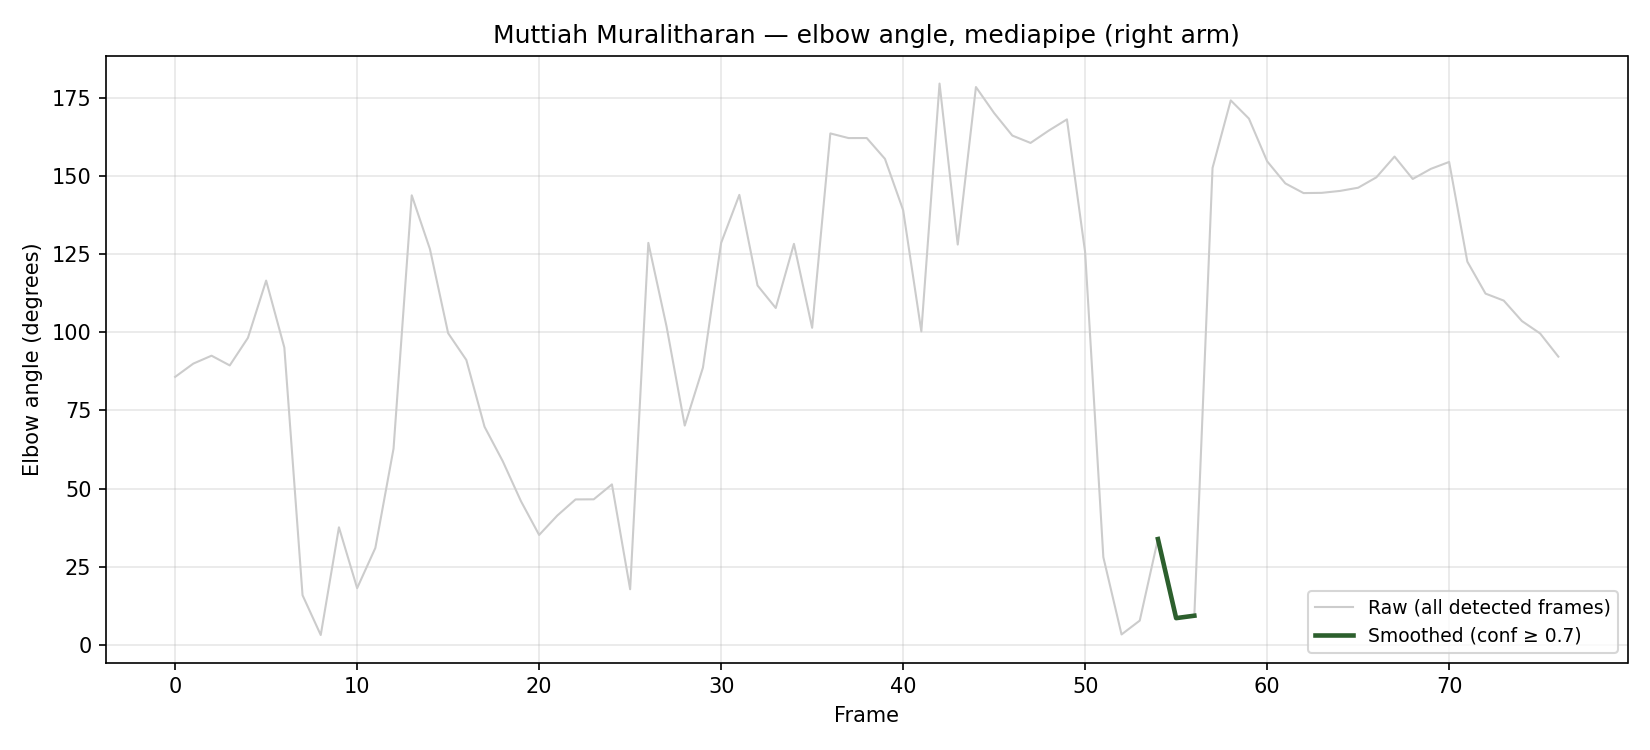 Muttiah Muralitharan — elbow angle, mediapipe (right arm)
Elbow angle (degrees)
175
150
125
100
75
50
25
0
Raw (all detected frames)
Smoothed (conf ≥ 0.7)
0 10 20 30 40 50 60 70
Frame